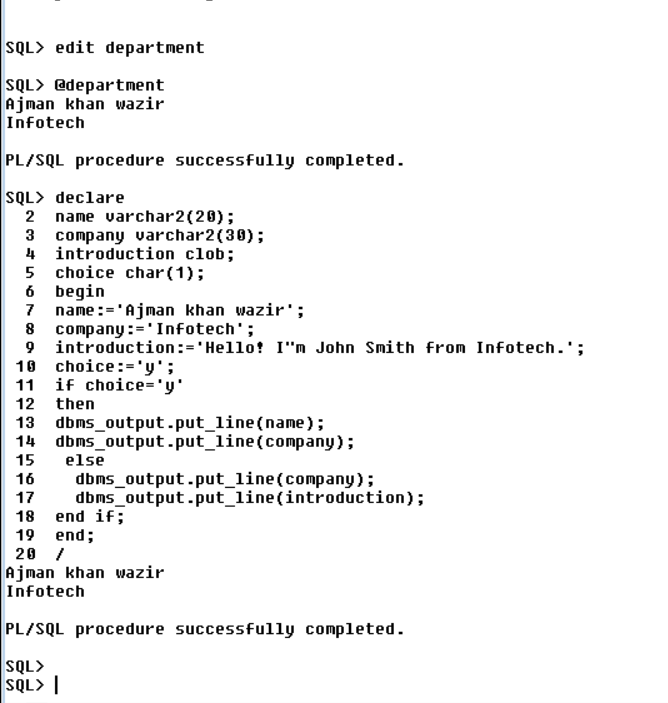 SQL> edit department
SQL> @department
Ajman khan wazir
Infotech
PL/SQL procedure successfully completed.
SQL> declare
2 name varchar2(20);
3 company varchar2(30);
4 introduction clob;
5 choice char(1);
6 begin
7 name:='Ajman khan wazir';
8 company:='Infotech';
9 introduction:='Hello! I''m John Smith from Infotech.';
10 choice:='y';
11 if choice='y'
12 then
13 dbms_output.put_line(name);
14 dbms_output.put_line(company);
15 else
16 dbms_output.put_line(company);
17 dbms_output.put_line(introduction);
18 end if;
19 end;
20 /
Ajman khan wazir
Infotech
PL/SQL procedure successfully completed.
SQL>
SQL>